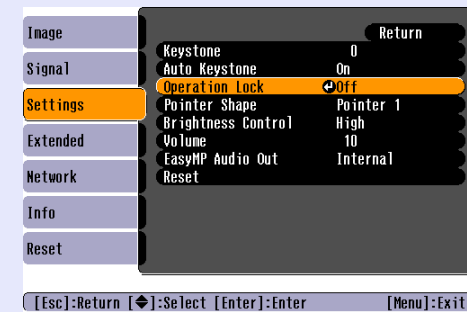 Image
Signal
Settings
Extended
Network
Info
Reset
Return
Keystone 0
Auto Keystone On
Operation Lock Off
Pointer Shape Pointer 1
Brightness Control High
Volume 10
EasyMP Audio Out Internal
Reset
[Esc]:Return [◆]:Select [Enter]:Enter [Menu]:Exit